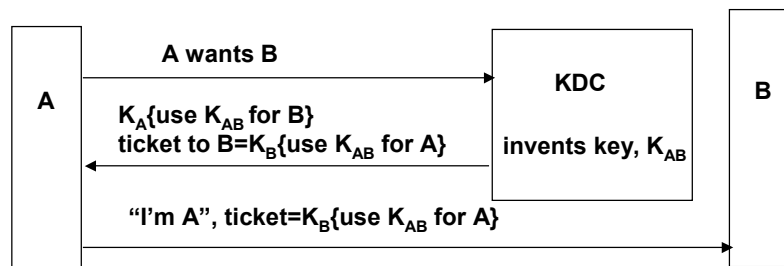 A wants B
KDC
A
B
K_A{use K_AB for B}
ticket to B=K_B{use K_AB for A}
invents key, K_AB
“I’m A”, ticket=K_B{use K_AB for A}